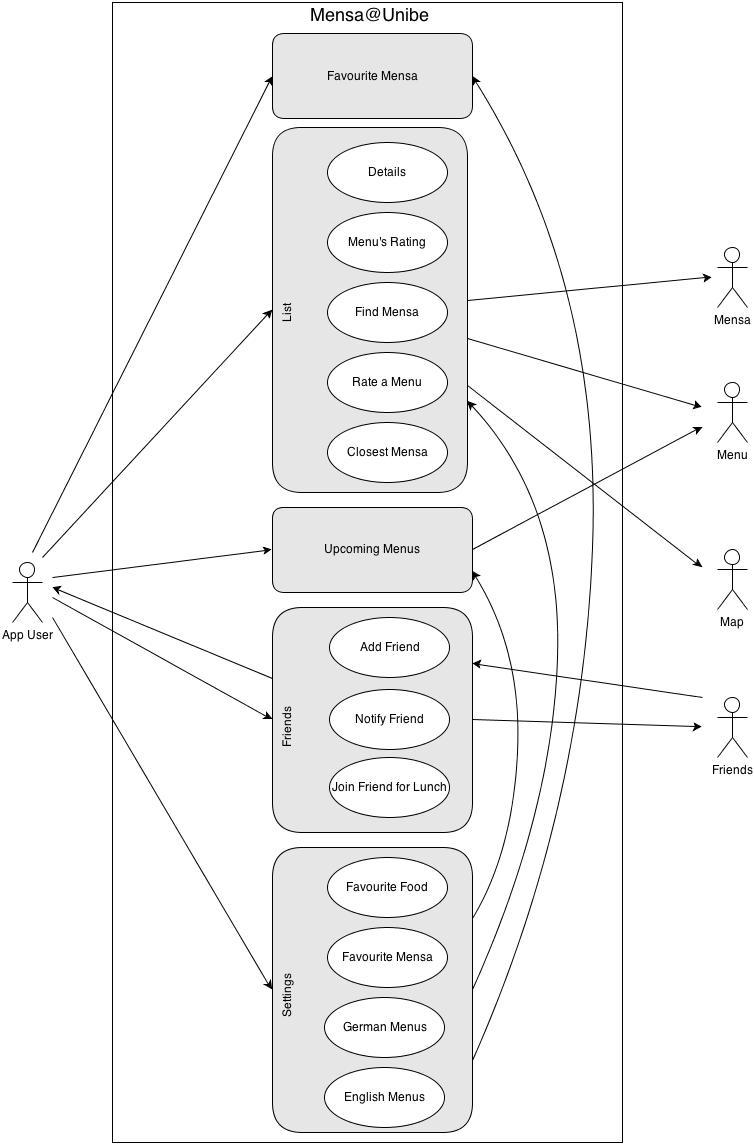 Mensa@Unibe
Favourite Mensa
List
Details
Menu's Rating
Find Mensa
Rate a Menu
Closest Mensa
Upcoming Menus
Friends
Add Friend
Notify Friend
Join Friend for Lunch
Settings
Favourite Food
Favourite Mensa
German Menus
English Menus
App User
Mensa
Menu
Map
Friends